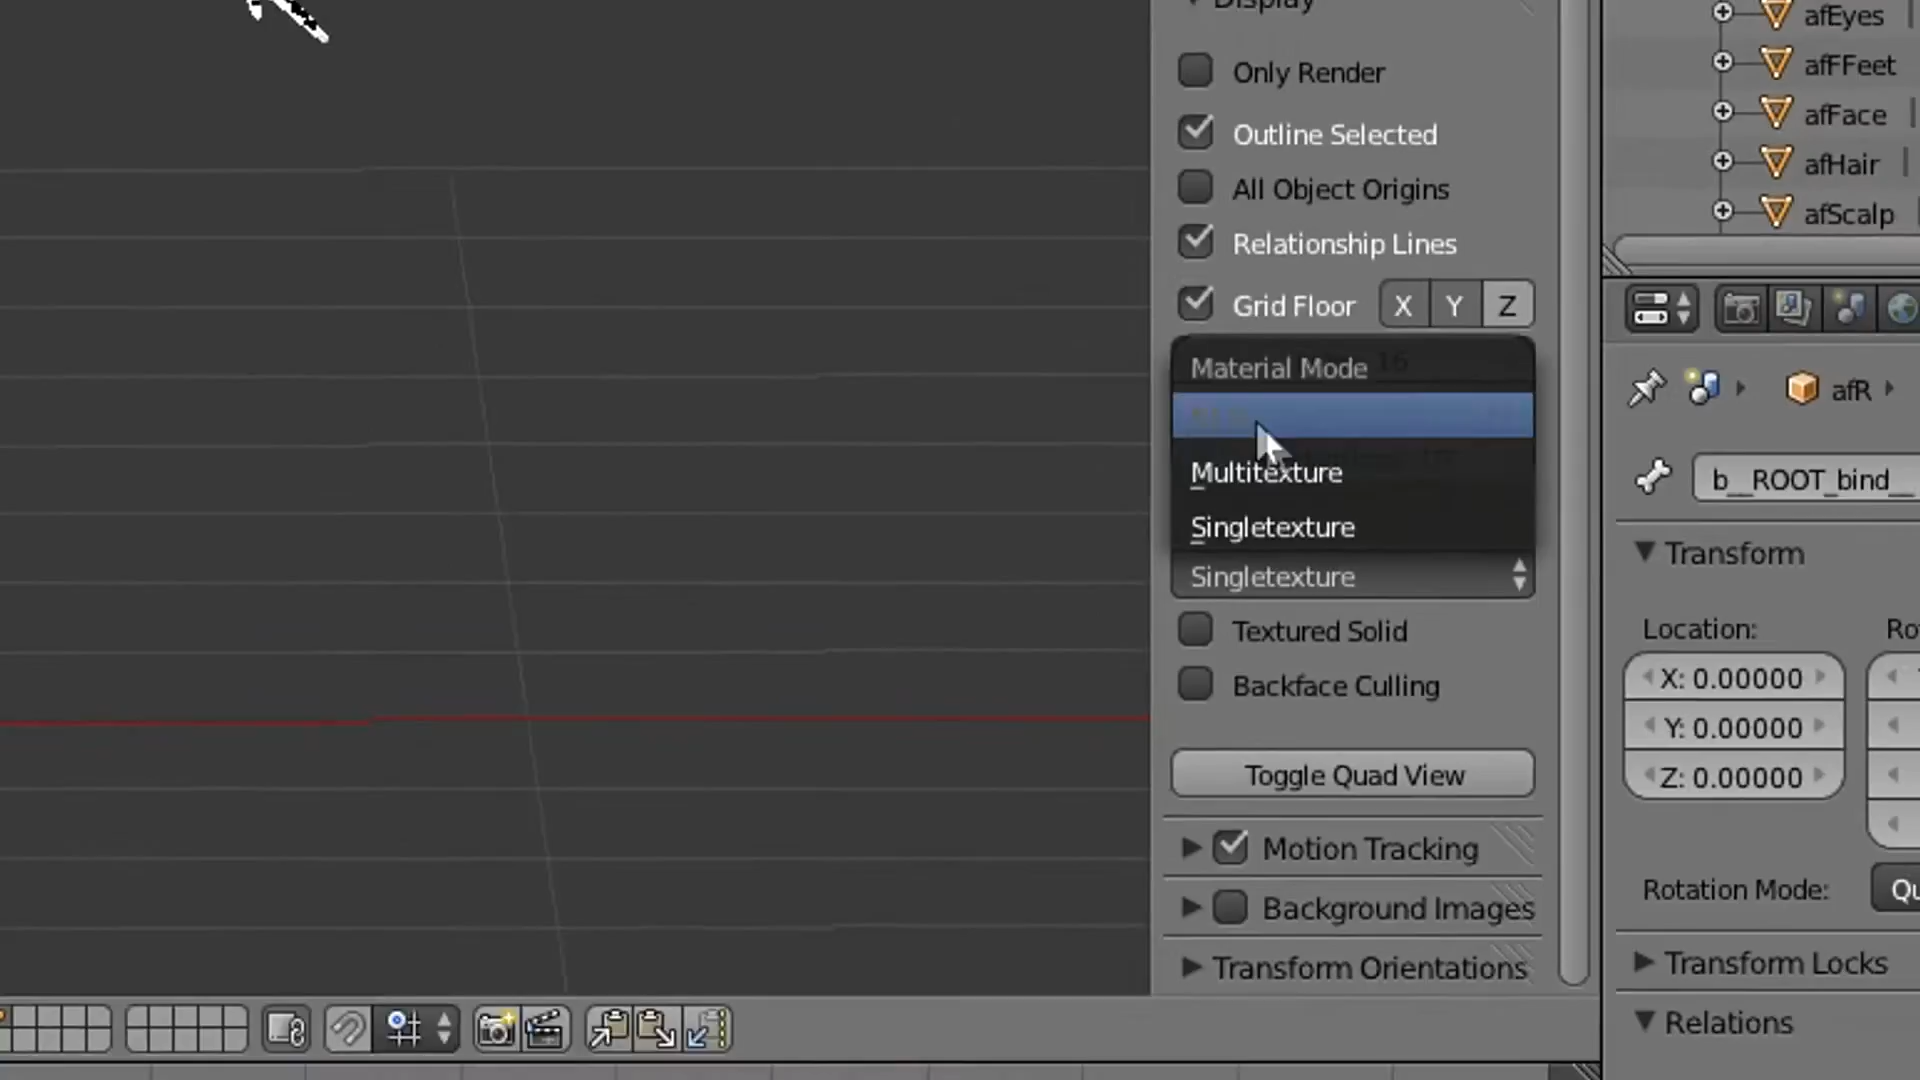 Display
Only Render
Outline Selected
All Object Origins
Relationship Lines
Grid Floor X Y Z
Material Mode
Multitexture
Singletexture
Singletexture
Textured Solid
Backface Culling
Toggle Quad View
Motion Tracking
Background Images
Transform Orientations
afEyes
afFFeet
afFace
afHair
afScalp
afR
b__ROOT_bind__
Transform
Location:
Ro
X: 0.00000
Y: 0.00000
Z: 0.00000
Rotation Mode:
Qu
Transform Locks
Relations